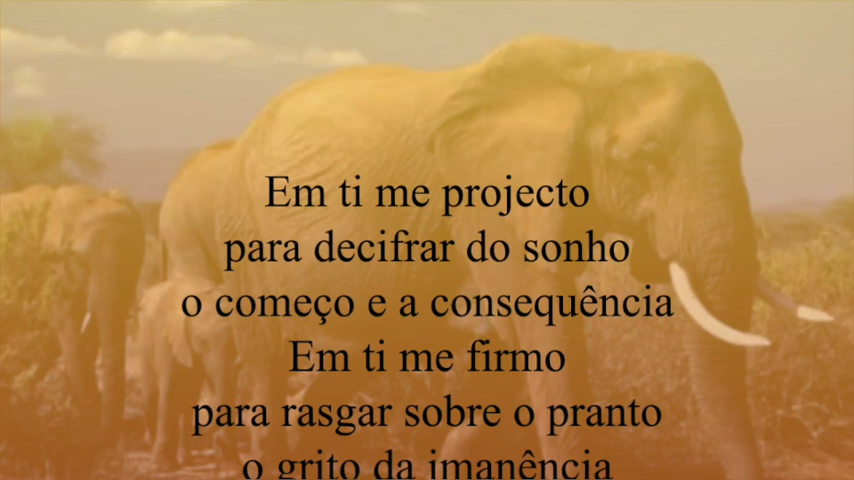 Em ti me projecto
para decifrar do sonho
o começo e a consequência
Em ti me firmo
para rasgar sobre o pranto
o grito da imanência